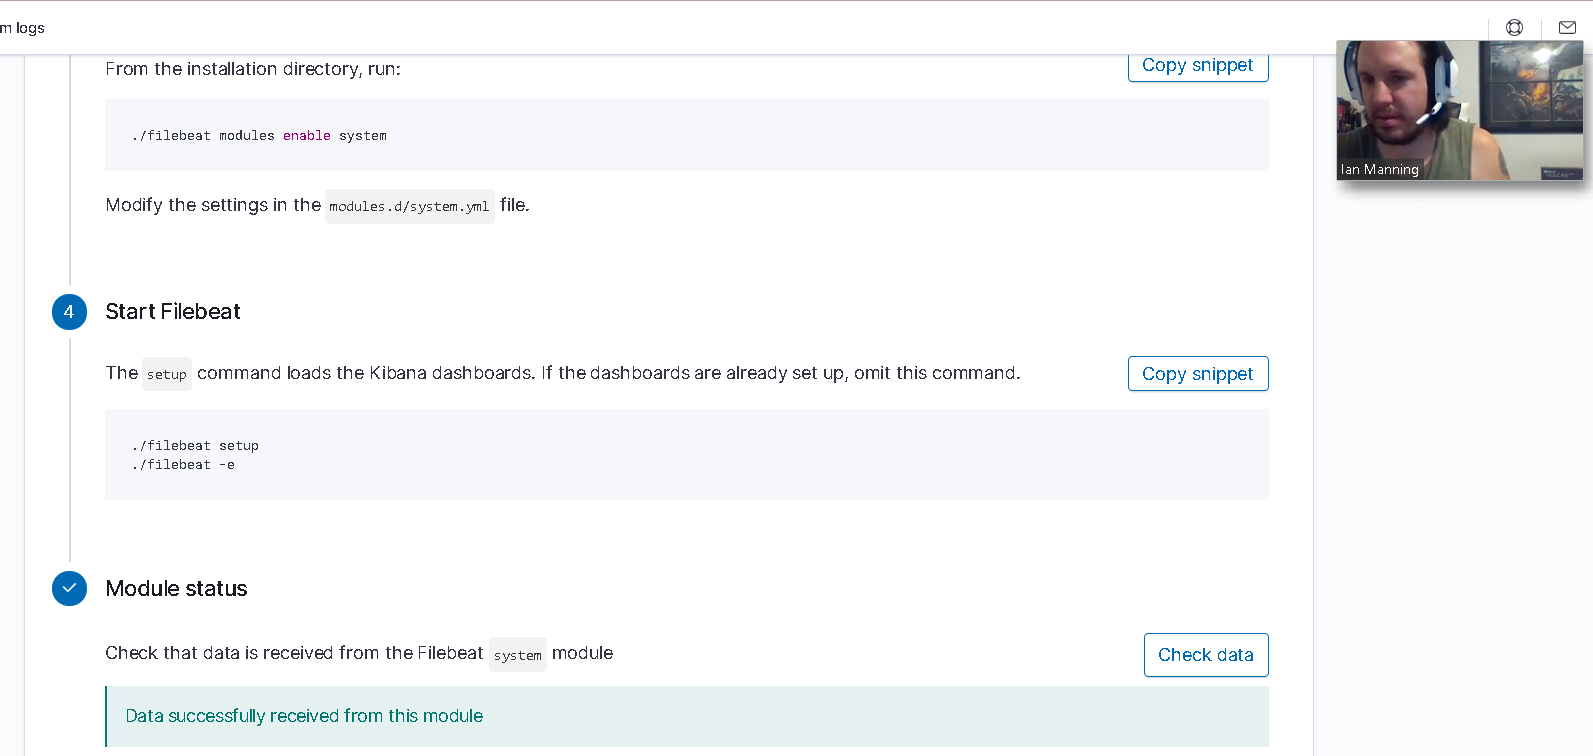 m logs
From the installation directory, run:
Copy snippet
./filebeat modules enable system
Ian Manning
Modify the settings in the modules.d/system.yml file.
4
Start Filebeat
The setup command loads the Kibana dashboards. If the dashboards are already set up, omit this command.
Copy snippet
./filebeat setup
./filebeat -e
Module status
Check that data is received from the Filebeat system module
Check data
Data successfully received from this module